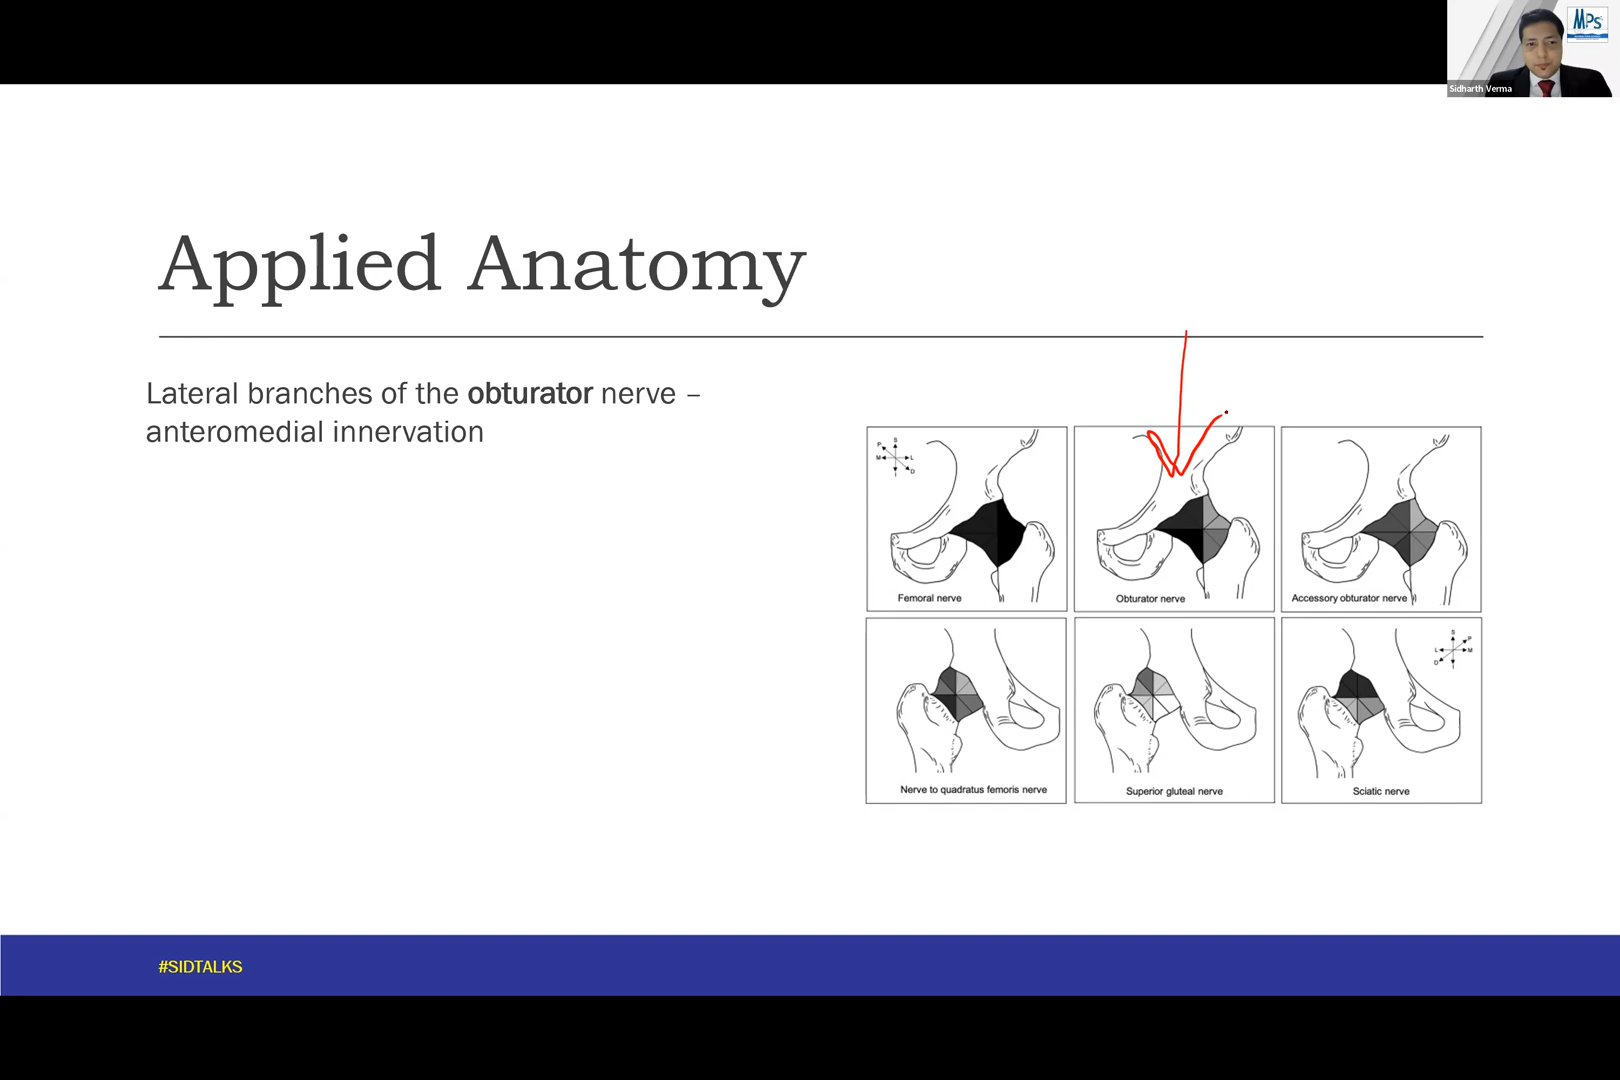 MPS
Sidharth Verma
Applied Anatomy
Lateral branches of the obturator nerve –
anteromedial innervation
S
P
M
L
D
I
Femoral nerve
Obturator nerve
Accessory obturator nerve
S
P
L
M
D
I
Nerve to quadratus femoris nerve
Superior gluteal nerve
Sciatic nerve
#SIDTALKS